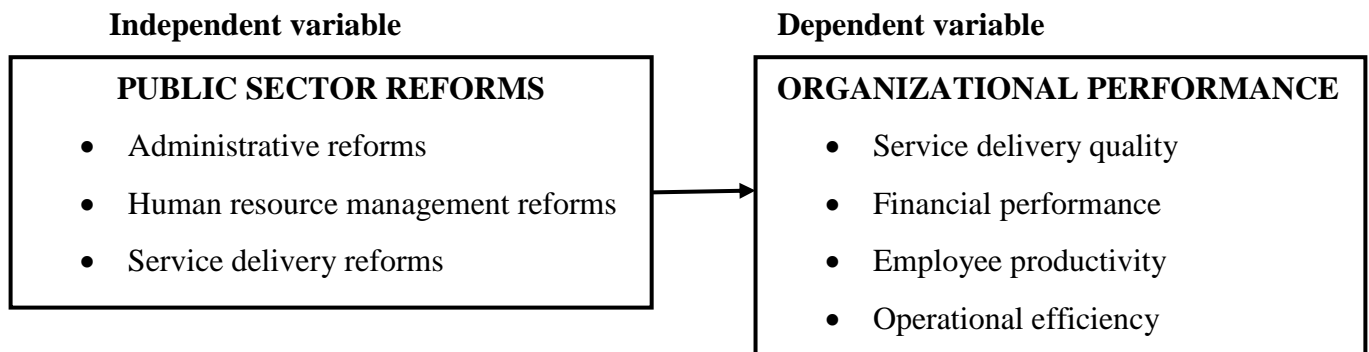 Independent variable
PUBLIC SECTOR REFORMS
• Administrative reforms
• Human resource management reforms
• Service delivery reforms
Dependent variable
ORGANIZATIONAL PERFORMANCE
• Service delivery quality
• Financial performance
• Employee productivity
• Operational efficiency